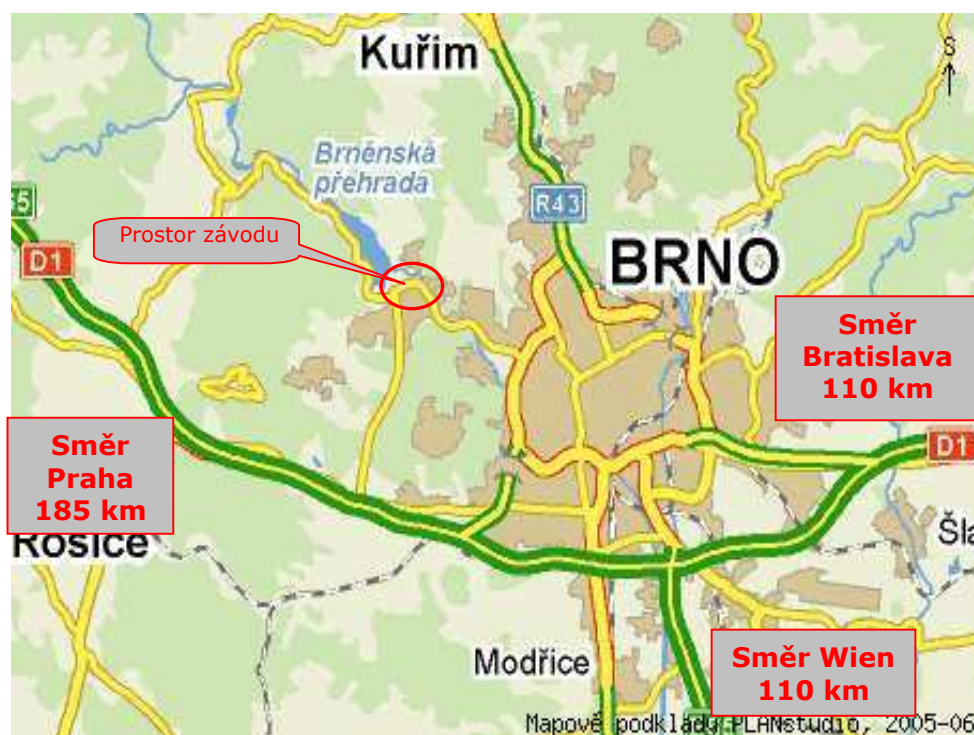 Kuřim
S
Brněnská
přehrada
R43
Prostor závodu
BRNO
D1
Směr
Bratislava
110 km
Směr
Praha
185 km
D1
Rosice
Šla
Modřice
Směr Wien
110 km
Mapové podklady PLANstudio, 2005-06